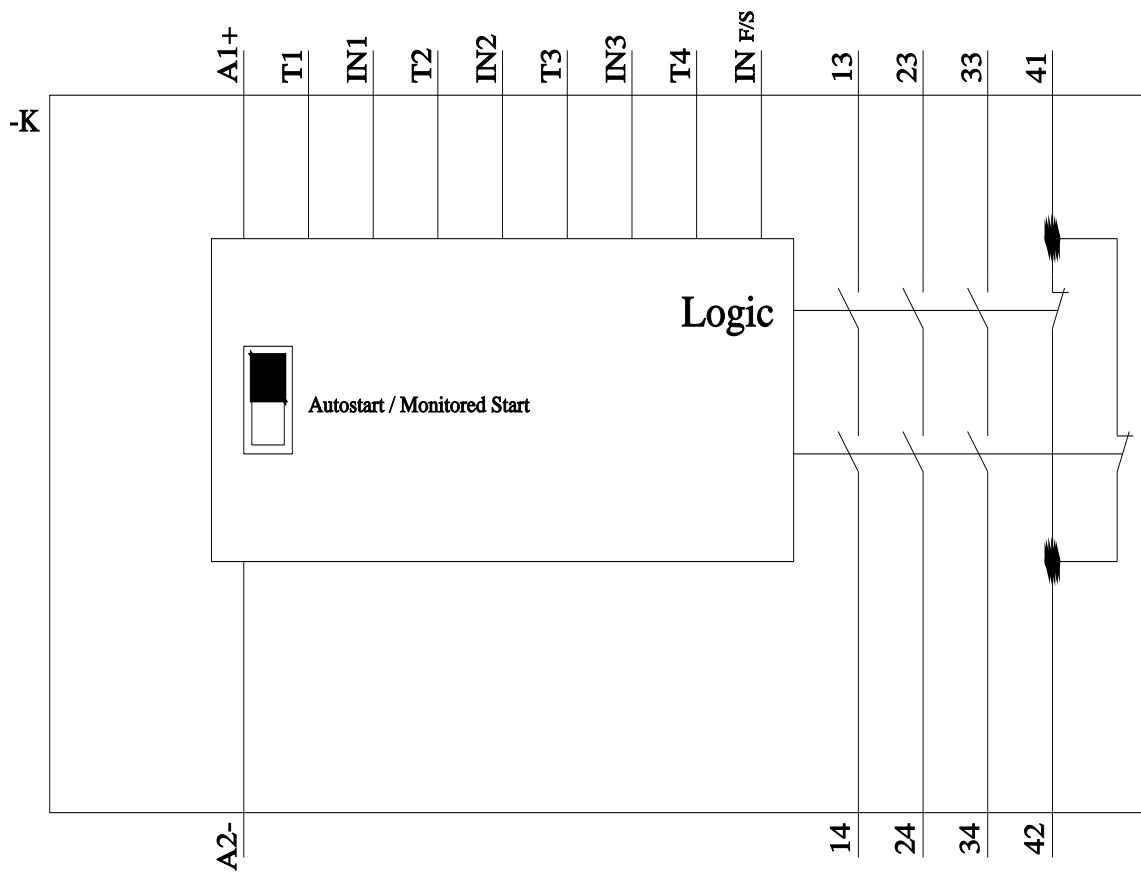 A1+
T1
IN1
T2
IN2
T3
IN3
T4
IN F/S
13
23
33
41
-K
Logic
Autostart / Monitored Start
A2-
14
24
34
42